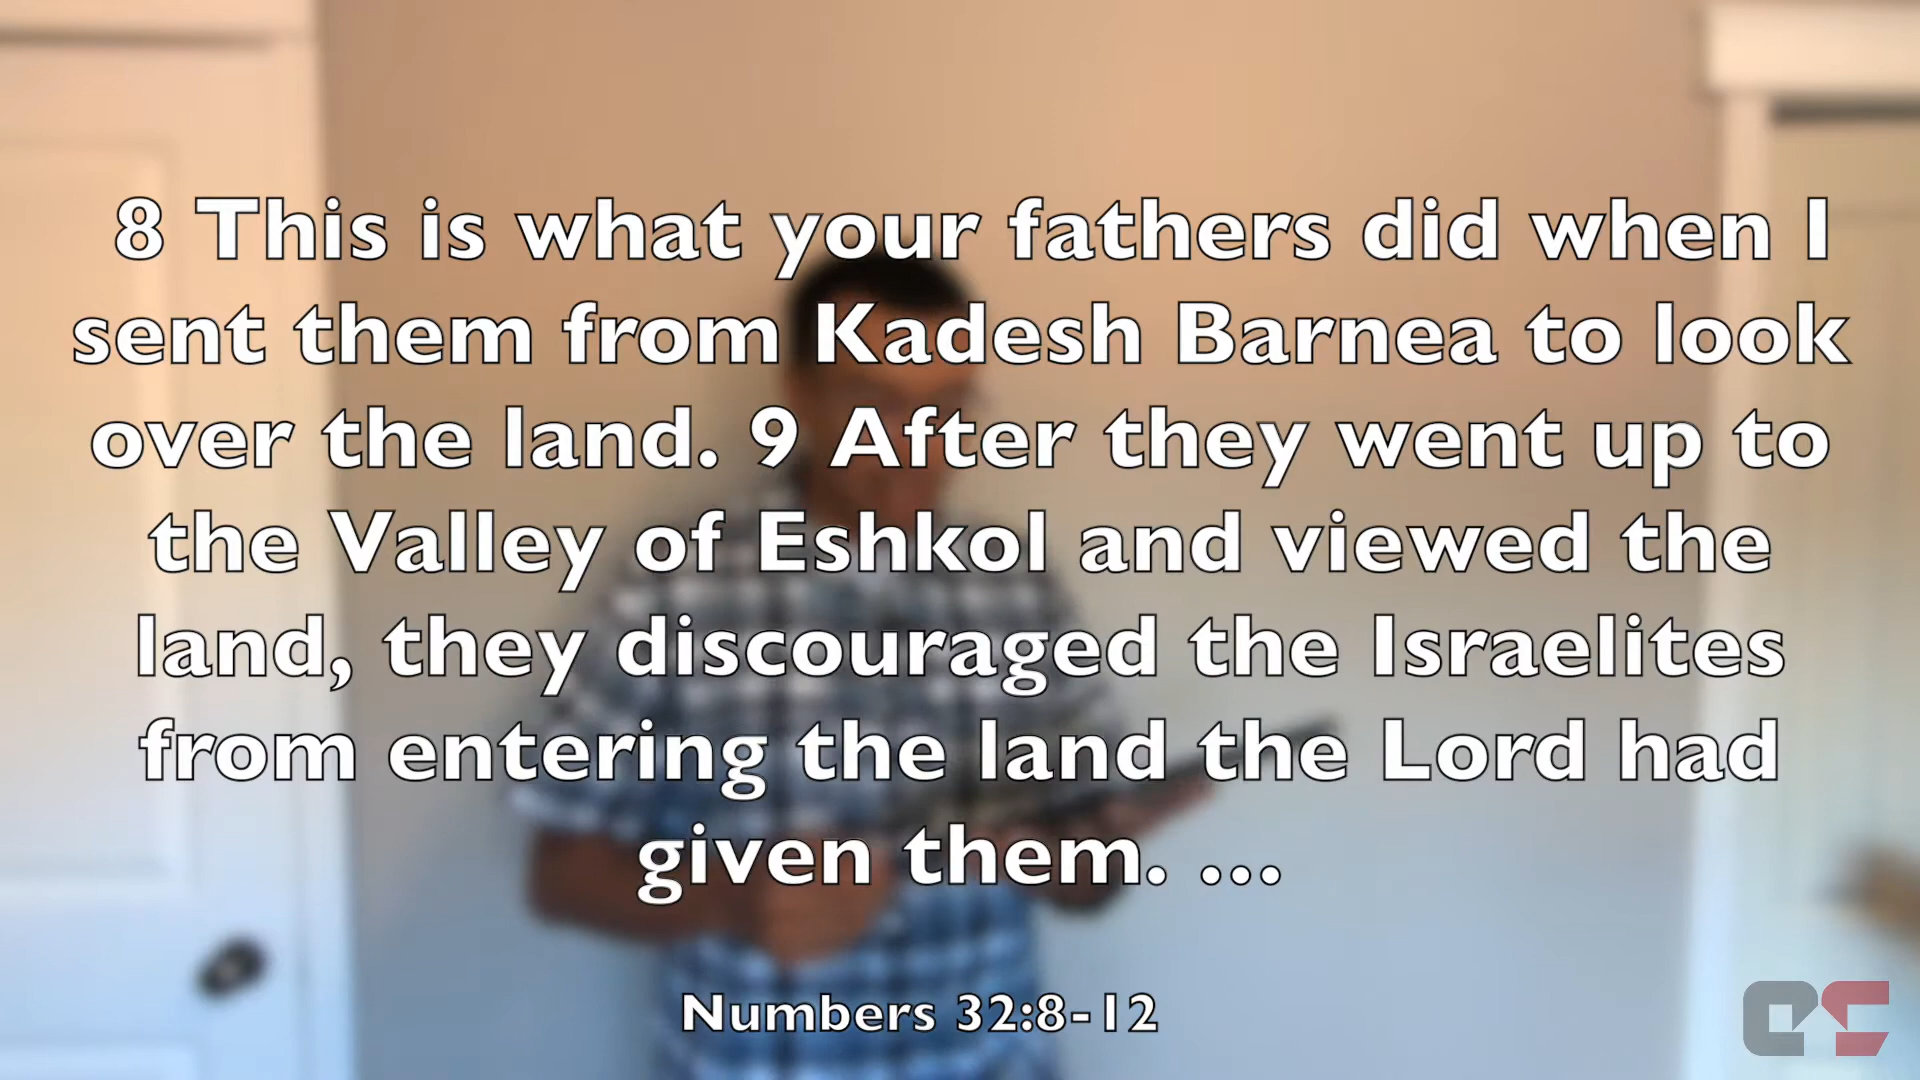 8 This is what your fathers did when I
sent them from Kadesh Barnea to look
over the land. 9 After they went up to
the Valley of Eshkol and viewed the
land, they discouraged the Israelites
from entering the land the Lord had
given them. ...
Numbers 32:8-12
es